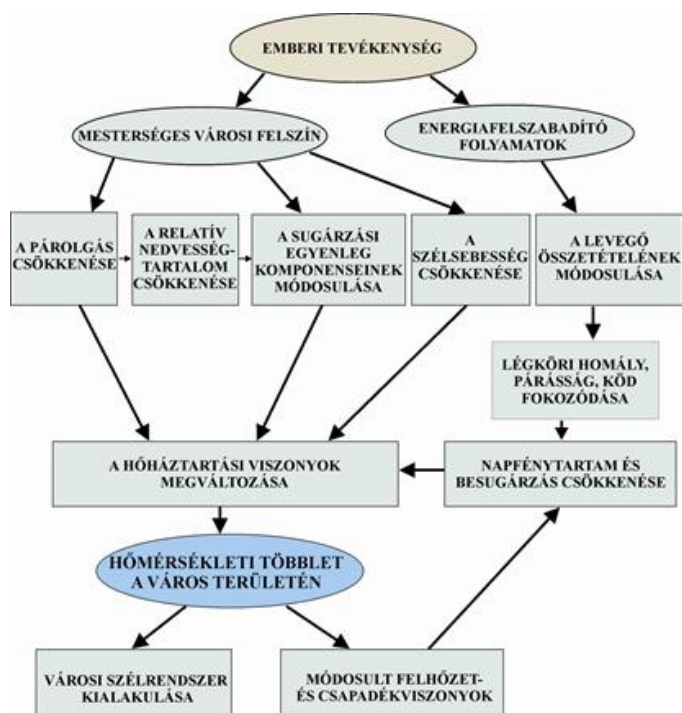 EMBERI TEVÉKENYSÉG
MESTERSÉGES VÁROSI FELSZÍN
ENERGIAFELSZABADÍTÓ
FOLYAMATOK
A PÁROLGÁS
CSÖKKENÉSE
A RELATÍV
NEDVESSÉG-
TARTALOM
CSÖKKENÉSE
A SUGÁRZÁSI
EGYENLEG
KOMPONENSEINEK
MÓDOSULÁSA
A
SZÉLSEBESSÉG
CSÖKKENÉSE
A LEVEGŐ
ÖSSZETÉTELÉNEK
MÓDOSULÁSA
LÉGKÖRI HOMÁLY,
PÁRÁSSÁG, KÖD
FOKOZÓDÁSA
A HŐHÁZTARTÁSI VISZONYOK
MEGVÁLTOZÁSA
NAPFÉNYTARTAM ÉS
BESUGÁRZÁS CSÖKKENÉSE
HŐMÉRSÉKLETI TÖBBLET
A VÁROS TERÜLETÉN
VÁROSI SZÉLRENDSZER
KIALAKULÁSA
MÓDOSULT FELHŐZET-
ÉS CSAPADÉKVISZONYOK